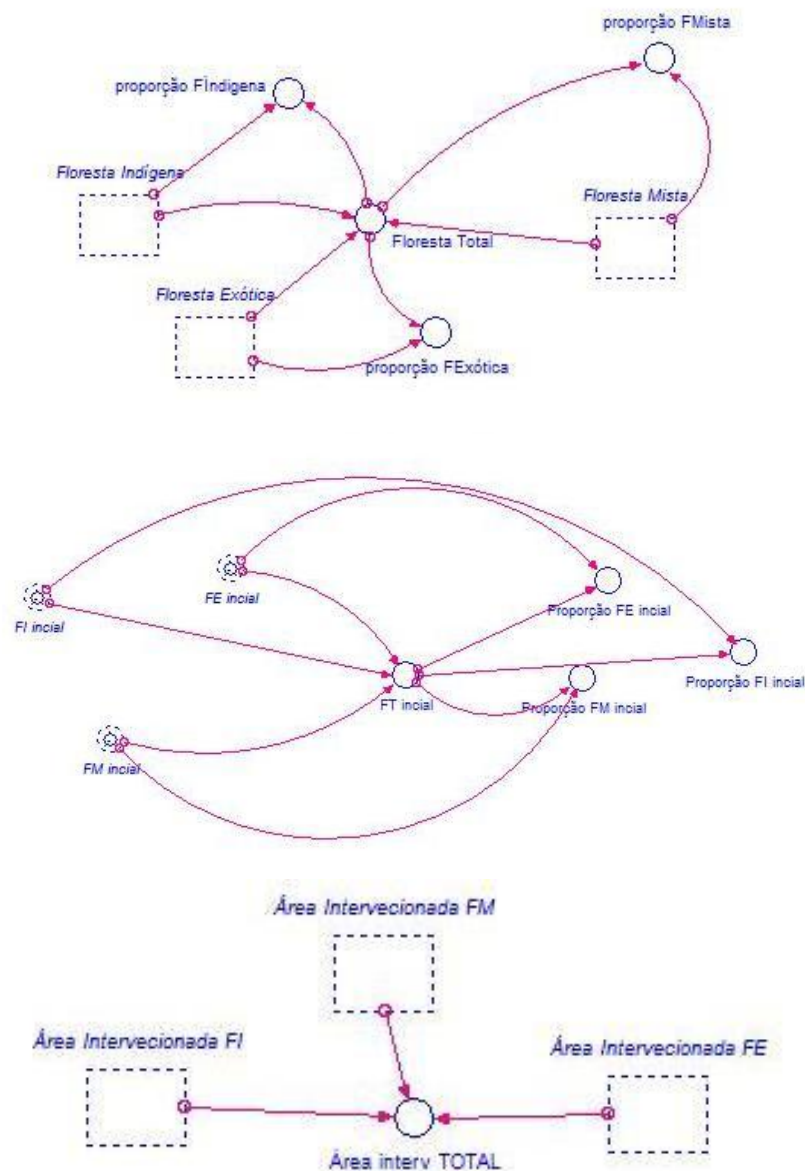 proporção FMista
proporção FÍndigena
Floresta Indígena
Floresta Mista
Floresta Total
Floresta Exótica
proporção FExótica
FE incial
Proporção FE incial
FI incial
Proporção FI incial
FT incial
Proporção FM incial
FM incial
Área Intervecionada FM
Área Intervecionada FI
Área Intervecionada FE
Área interv TOTAL